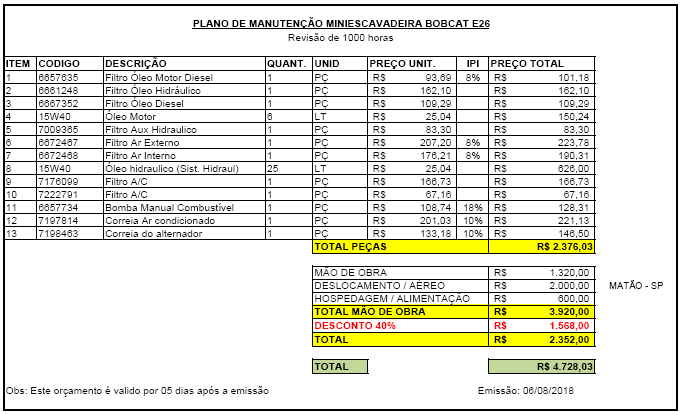 PLANO DE MANUTENÇÃO MINIESCAVADEIRA BOBCAT E26
Revisão de 1000 horas
ITEM CODIGO DESCRIÇÃO QUANT. UNID PREÇO UNIT. IPI PREÇO TOTAL
1 6657635 Filtro Óleo Motor Diesel 1 PÇ R$ 93,69 8% R$ 101,18
2 6661248 Filtro Óleo Hidráulico 1 PÇ R$ 162,10 R$ 162,10
3 6667352 Filtro Óleo Diesel 1 PÇ R$ 109,29 R$ 109,29
4 15W40 Óleo Motor 6 LT R$ 25,04 R$ 150,24
5 7009365 Filtro Aux Hidraulico 1 PÇ R$ 83,30 R$ 83,30
6 6672467 Filtro Ar Externo 1 PÇ R$ 207,20 8% R$ 223,78
7 6672468 Filtro Ar Interno 1 PÇ R$ 176,21 8% R$ 190,31
8 15W40 Óleo hidraulico (Sist. Hidraul) 25 LT R$ 25,04 R$ 626,00
9 7176099 Filtro A/C 1 PÇ R$ 166,73 R$ 166,73
10 7222791 Filtro A/C 1 PÇ R$ 67,16 R$ 67,16
11 6657734 Bomba Manual Combustível 1 PÇ R$ 108,74 18% R$ 128,31
12 7197814 Correia Ar condicionado 1 PÇ R$ 201,03 10% R$ 221,13
13 7198463 Correia do alternador 1 PÇ R$ 133,18 10% R$ 146,50
TOTAL PEÇAS R$ 2.376,03
MÃO DE OBRA R$ 1.320,00
DESLOCAMENTO / AÉREO R$ 2.000,00 MATÃO - SP
HOSPEDAGEM / ALIMENTAÇÃO R$ 600,00
TOTAL MÃO DE OBRA R$ 3.920,00
DESCONTO 40% R$ 1.568,00
TOTAL R$ 2.352,00
TOTAL R$ 4.728,03
Obs: Este orçamento é valido por 05 dias após a emissão Emissão: 06/08/2018